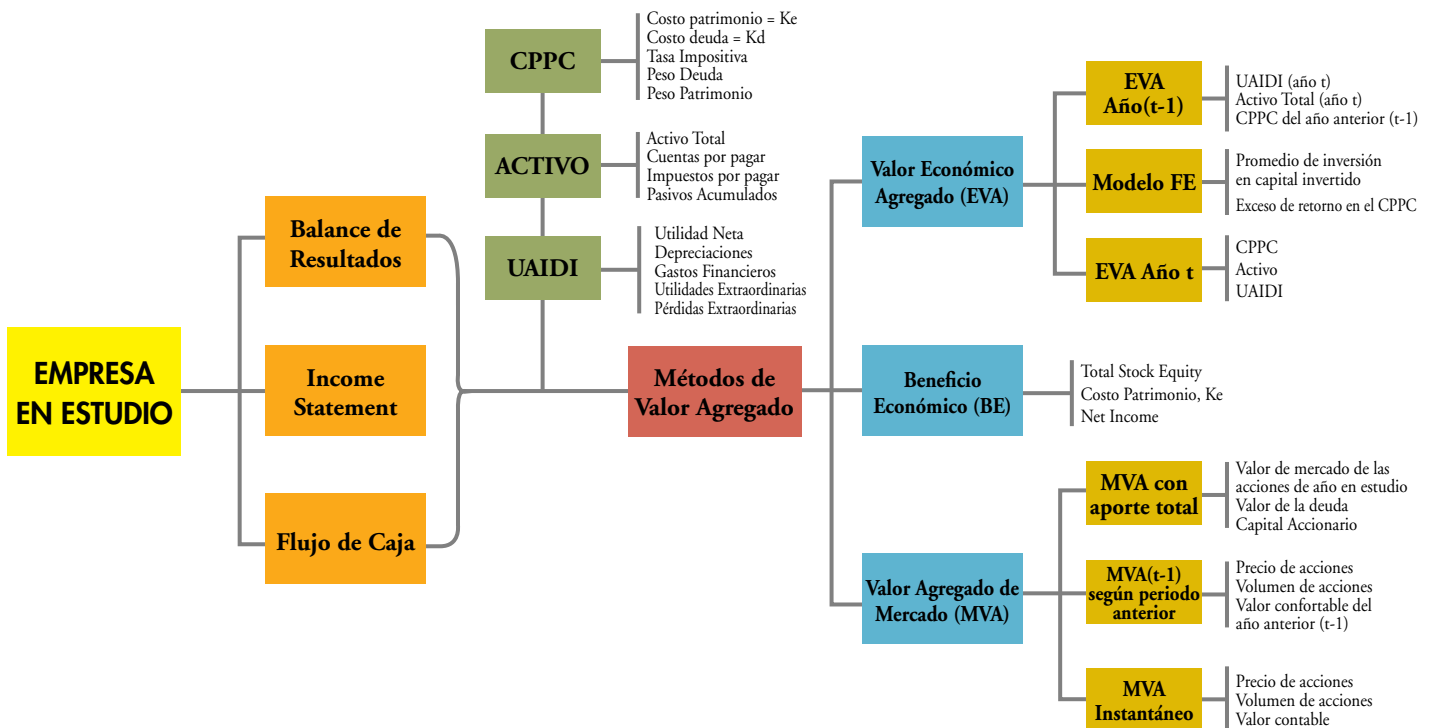 EMPRESA
EN ESTUDIO
Balance de
Resultados
Income
Statement
Flujo de Caja
CPPC
Costo patrimonio = Ke
Costo deuda = Kd
Tasa Impositiva
Peso Deuda
Peso Patrimonio
ACTIVO
Activo Total
Cuentas por pagar
Impuestos por pagar
Pasivos Acumulados
UAIDI
Utilidad Neta
Depreciaciones
Gastos Financieros
Utilidades Extraordinarias
Pérdidas Extraordinarias
Métodos de
Valor Agregado
Valor Económico
Agregado (EVA)
EVA
Año(t-1)
UAIDI (año t)
Activo Total (año t)
CPPC del año anterior (t-1)
Modelo FE
Promedio de inversión
en capital invertido
Exceso de retorno en el CPPC
EVA Año t
CPPC
Activo
UAIDI
Beneficio
Económico (BE)
Total Stock Equity
Costo Patrimonio, Ke
Net Income
Valor Agregado de
Mercado (MVA)
MVA con
aporte total
Valor de mercado de las
acciones de año en estudio
Valor de la deuda
Capital Accionario
MVA(t-1)
según periodo
anterior
Precio de acciones
Volumen de acciones
Valor confortable del
año anterior (t-1)
MVA
Instantáneo
Precio de acciones
Volumen de acciones
Valor contable